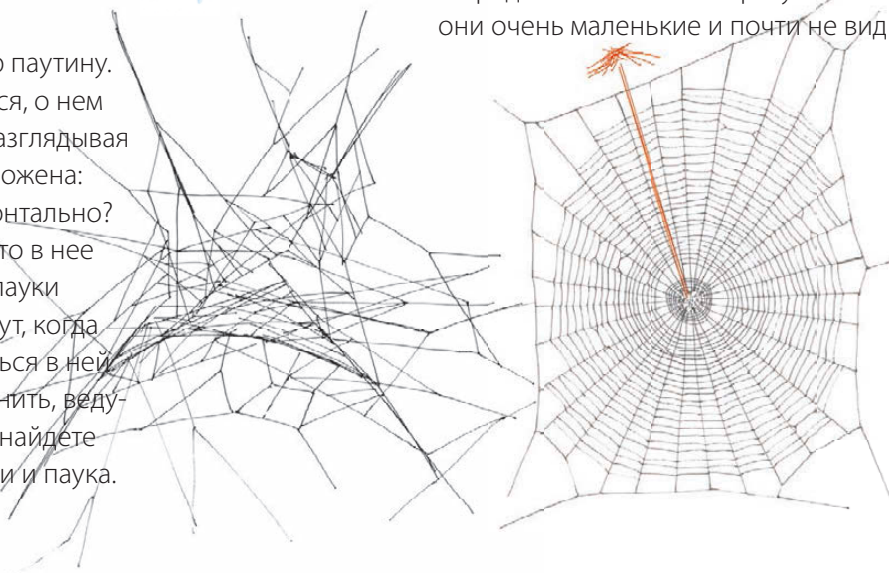 они очень маленькие и почти не вид
о паутину.
ся, о нем
азглядывая
ожена:
онтально?
то в нее
пауки
ут, когда
ься в ней
нить, веду-
найдете
и и паука.